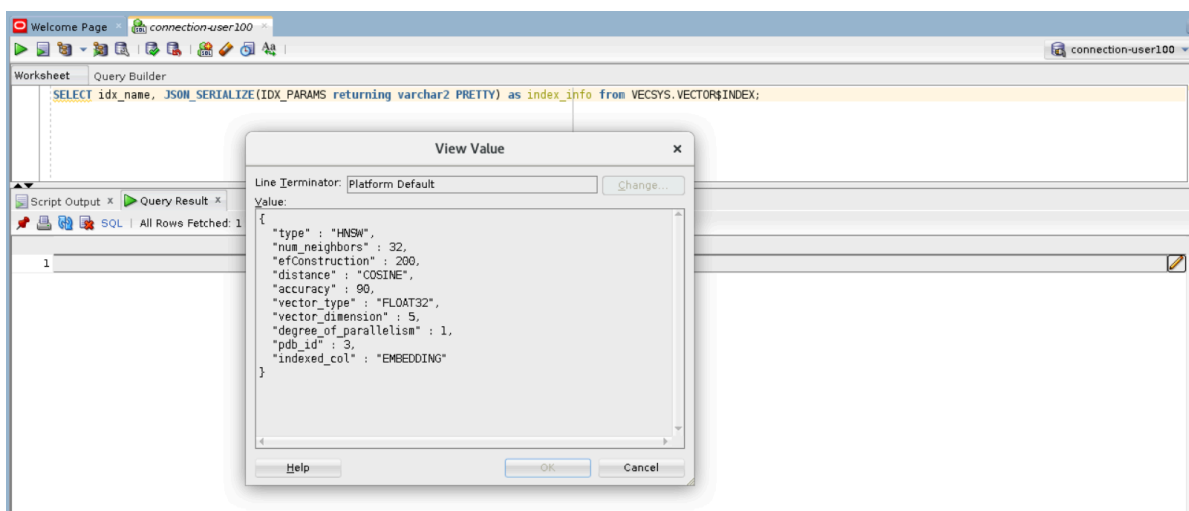 Welcome Page
connection-user100
connection-user100
Worksheet Query Builder
SELECT idx_name, JSON_SERIALIZE(IDX_PARAMS returning varchar2 PRETTY) as index_info from VECSYS.VECTOR$INDEX;
View Value
Line Terminator: Platform Default Change...
Value:
{
"type" : "HNSW",
"num_neighbors" : 32,
"efConstruction" : 200,
"distance" : "COSINE",
"accuracy" : 90,
"vector_type" : "FLOAT32",
"vector_dimension" : 5,
"degree_of_parallelism" : 1,
"pdb_id" : 3,
"indexed_col" : "EMBEDDING"
}
Help OK Cancel
Script Output Query Result
SQL | All Rows Fetched: 1
1